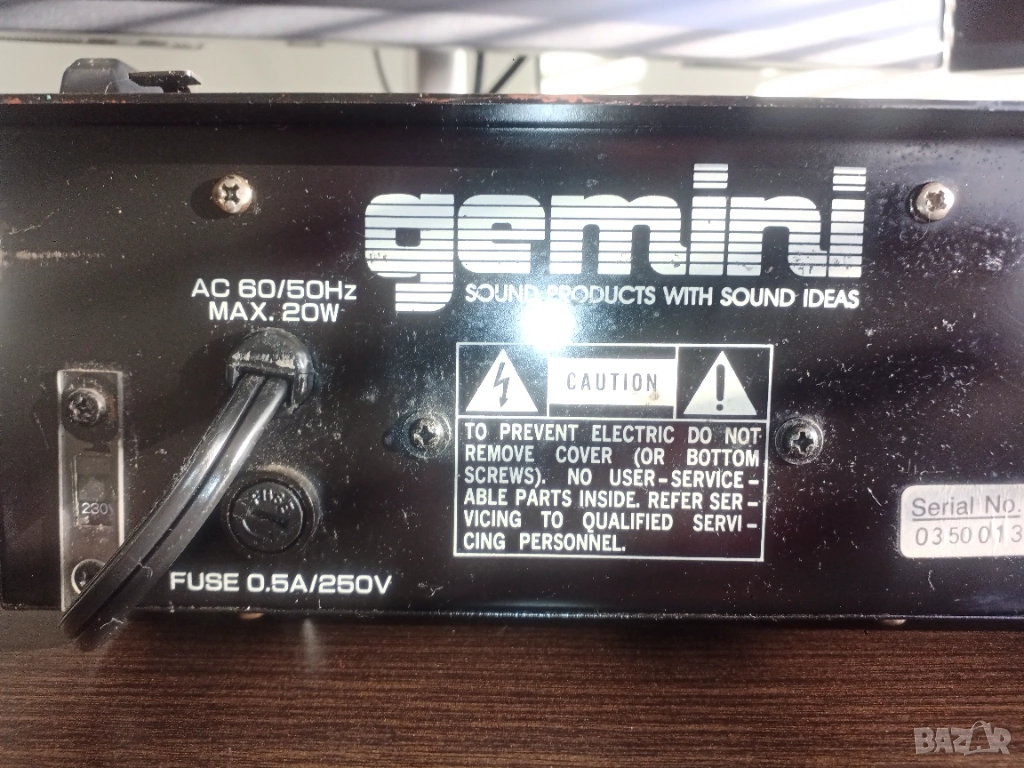 gemini
SOUND PRODUCTS WITH SOUND IDEAS
AC 60/50Hz
MAX. 20W
CAUTION
TO PREVENT ELECTRIC DO NOT
REMOVE COVER (OR BOTTOM
SCREWS). NO USER-SERVICE-
ABLE PARTS INSIDE. REFER SER-
VICING TO QUALIFIED SERVI-
CING PERSONNEL.
230V
FUSE
FUSE 0.5A/250V
Serial No.
0350013
BAZAR